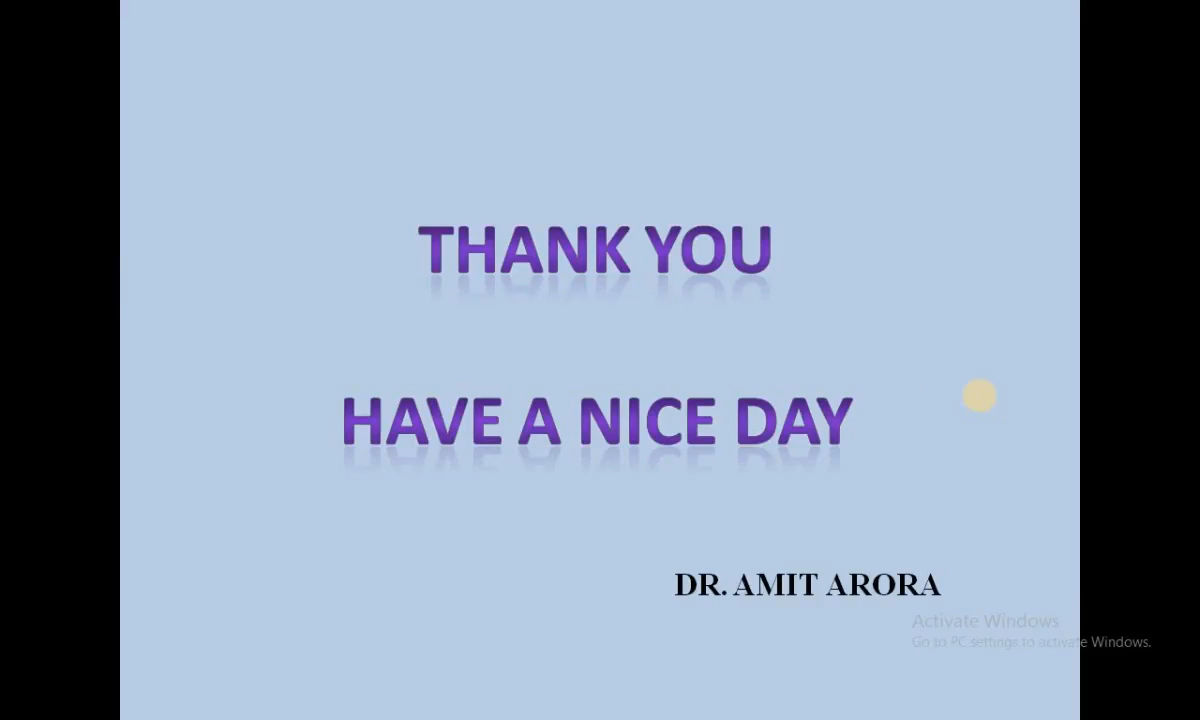 THANK YOU
HAVE A NICE DAY
DR. AMIT ARORA
Activate Windows
Go to PC settings to activate Windows.